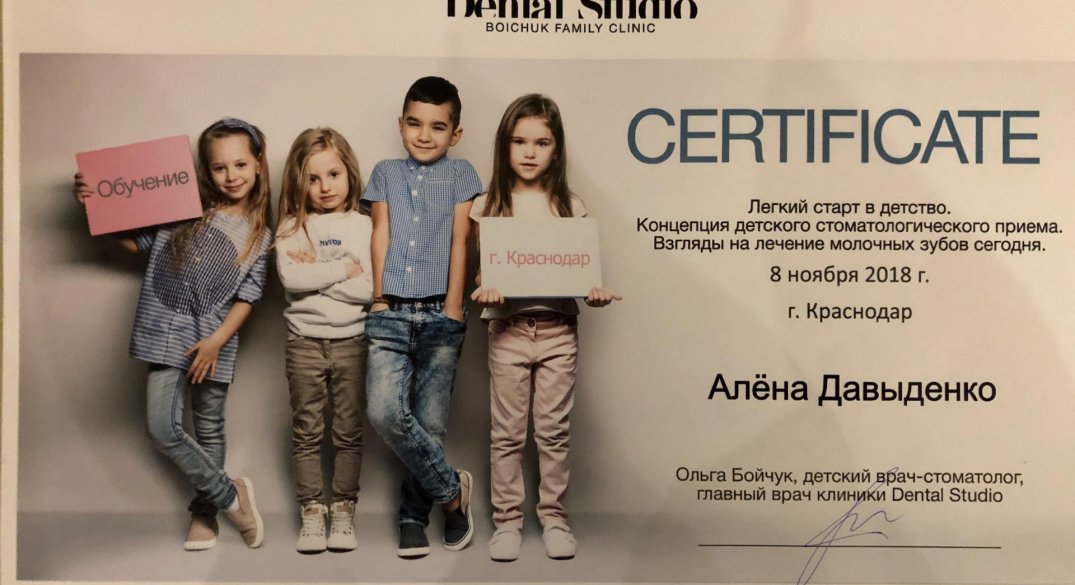 Dental Studio
BOICHUK FAMILY CLINIC
CERTIFICATE
Обучение
г. Краснодар
Легкий старт в детство.
Концепция детского стоматологического приема.
Взгляды на лечение молочных зубов сегодня.
8 ноября 2018 г.
г. Краснодар
Алёна Давыденко
Ольга Бойчук, детский врач-стоматолог,
главный врач клиники Dental Studio